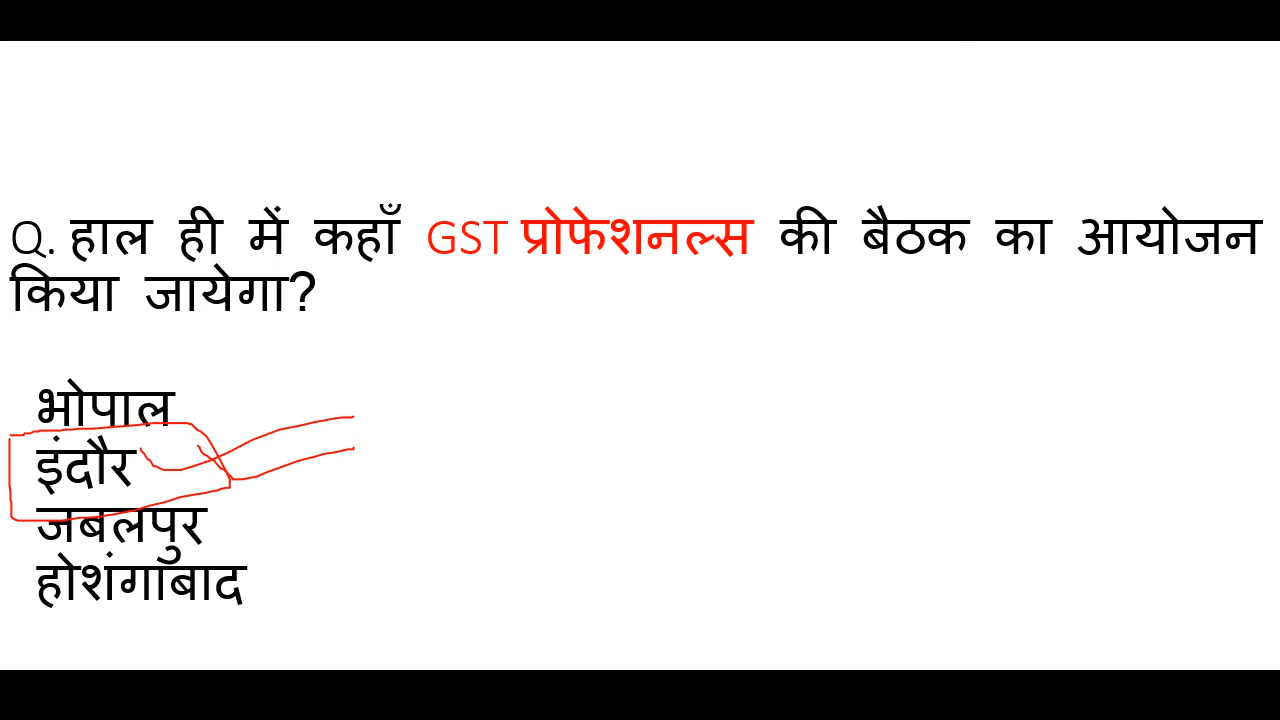 Q. हाल ही में कहाँ GST प्रोफेशनल्स की बैठक का आयोजन
किया जायेगा?
भोपाल
इंदौर
जबलपुर
होशंगाबाद